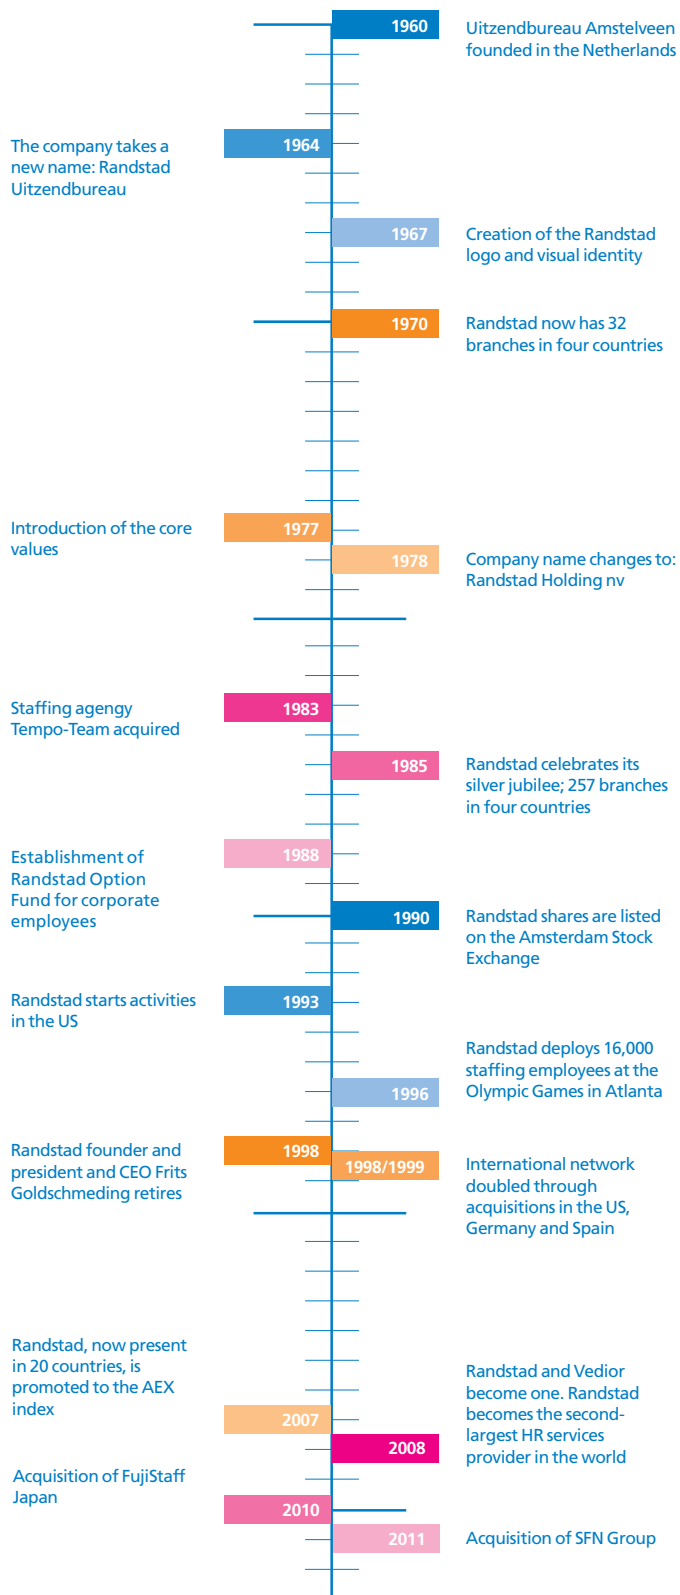 1960
Uitzendbureau Amstelveen
founded in the Netherlands
The company takes a
new name: Randstad
Uitzendbureau
1964
1967
Creation of the Randstad
logo and visual identity
1970
Randstad now has 32
branches in four countries
Introduction of the core
values
1977
1978
Company name changes to:
Randstad Holding nv
Staffing agengy
Tempo-Team acquired
1983
1985
Randstad celebrates its
silver jubilee; 257 branches
in four countries
Establishment of
Randstad Option
Fund for corporate
employees
1988
1990
Randstad shares are listed
on the Amsterdam Stock
Exchange
Randstad starts activities
in the US
1993
1996
Randstad deploys 16,000
staffing employees at the
Olympic Games in Atlanta
Randstad founder and
president and CEO Frits
Goldschmeding retires
1998
1998/1999
International network
doubled through
acquisitions in the US,
Germany and Spain
Randstad, now present
in 20 countries, is
promoted to the AEX
index
2007
2008
Randstad and Vedior
become one. Randstad
becomes the second-
largest HR services
provider in the world
Acquisition of FujiStaff
Japan
2010
2011
Acquisition of SFN Group